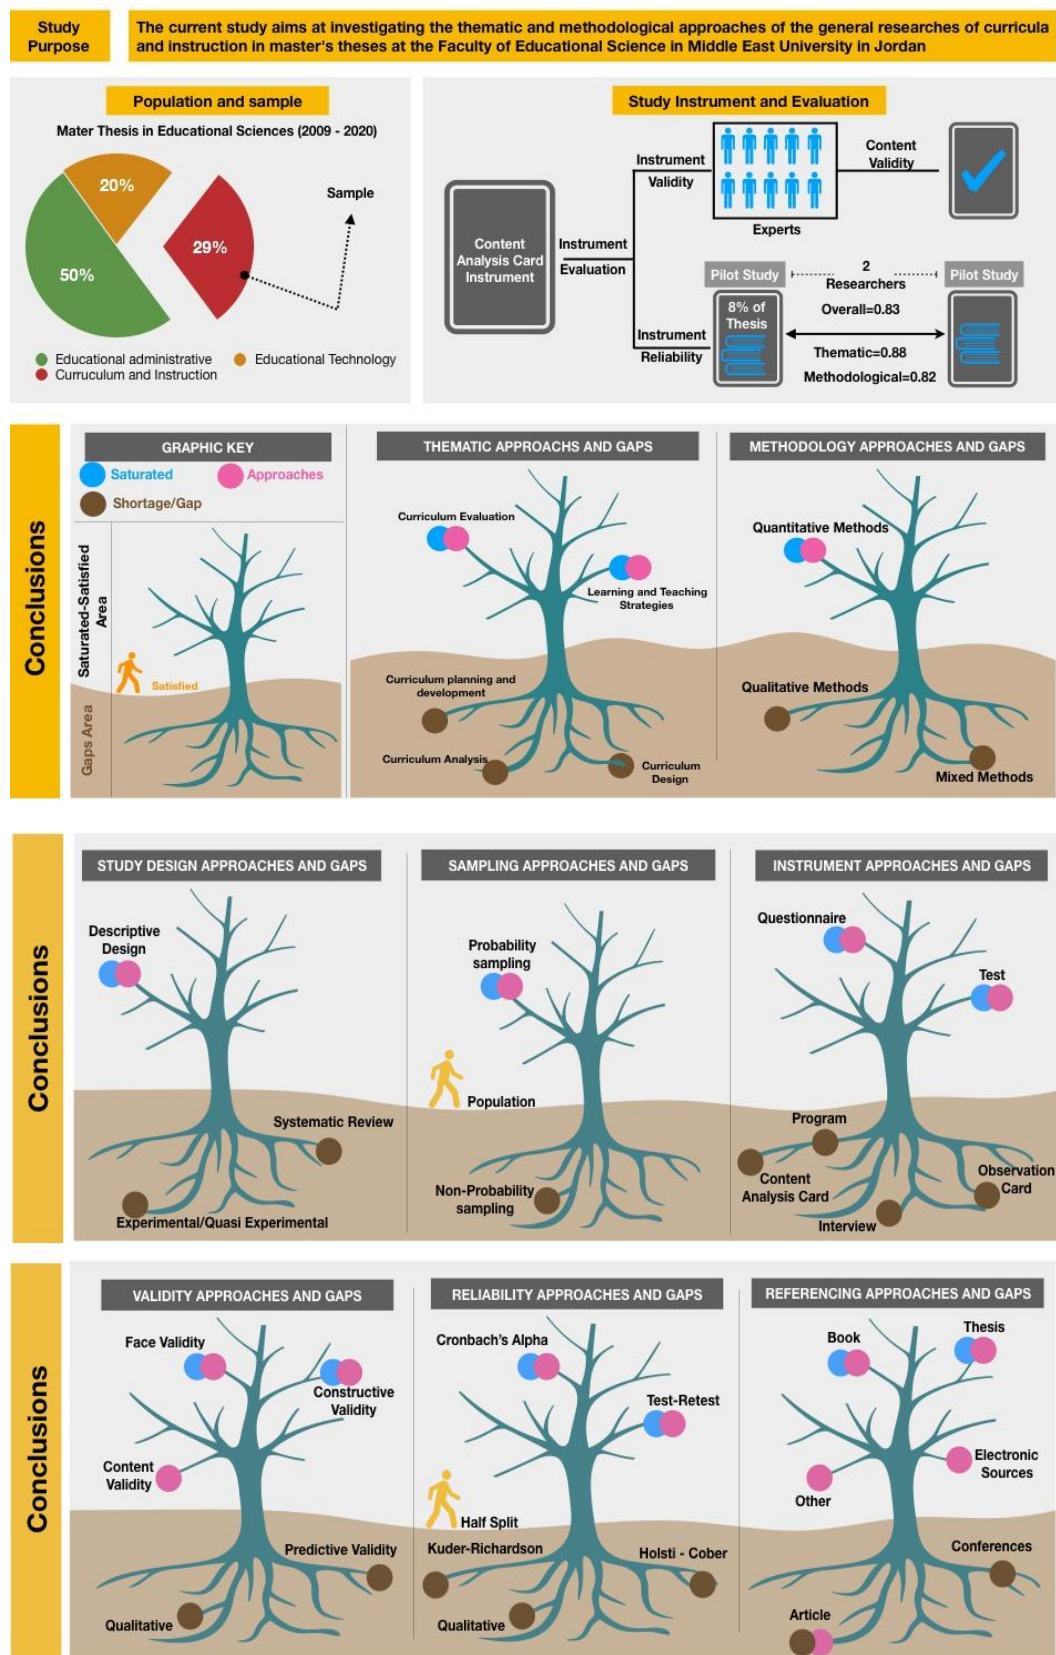 Study
Purpose
The current study aims at investigating the thematic and methodological approaches of the general researches of curricula
and instruction in master's theses at the Faculty of Educational Science in Middle East University in Jordan
Population and sample
Mater Thesis in Educational Sciences (2009 - 2020)
20%
Sample
29%
50%
Educational administrative
Educational Technology
Curuculum and Instruction
Study Instrument and Evaluation
Content
Analysis Card
Instrument
Instrument
Evaluation
Instrument
Validity
Experts
Content
Validity
Instrument
Reliability
Pilot Study
2
Researchers
Pilot Study
8% of
Thesis
Overall=0.83
Thematic=0.88
Methodological=0.82
Conclusions
GRAPHIC KEY
Saturated
Approaches
Shortage/Gap
Saturated-Satisfied
Area
Satisfied
Gaps Area
THEMATIC APPROACHS AND GAPS
Curriculum Evaluation
Learning and Teaching
Strategies
Curriculum planning and
development
Curriculum Analysis
Curriculum
Design
METHODOLOGY APPROACHES AND GAPS
Quantitative Methods
Qualitative Methods
Mixed Methods
Conclusions
STUDY DESIGN APPROACHES AND GAPS
Descriptive
Design
Systematic Review
Experimental/Quasi Experimental
SAMPLING APPROACHES AND GAPS
Probability
sampling
Population
Non-Probability
sampling
INSTRUMENT APPROACHES AND GAPS
Questionnaire
Test
Program
Content
Analysis Card
Observation
Card
Interview
Conclusions
VALIDITY APPROACHES AND GAPS
Face Validity
Constructive
Validity
Content
Validity
Predictive Validity
Qualitative
RELIABILITY APPROACHES AND GAPS
Cronbach's Alpha
Test-Retest
Half Split
Kuder-Richardson
Holsti - Cober
Qualitative
REFERENCING APPROACHES AND GAPS
Thesis
Book
Electronic
Sources
Other
Conferences
Article